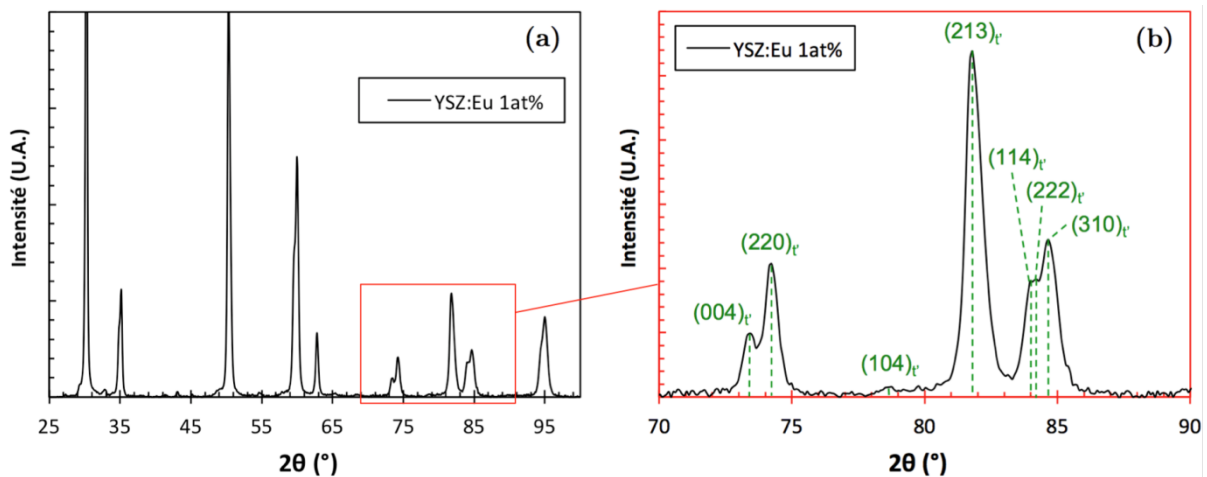 (a)
YSZ:Eu 1at%
Intensité (U.A.)
25 35 45 55 65 75 85 95
2θ (°)
(b)
YSZ:Eu 1at%
Intensité (U.A.)
(004)t'
(220)t'
(104)t'
(213)t'
(114)t'
(222)t'
(310)t'
70 75 80 85 90
2θ (°)